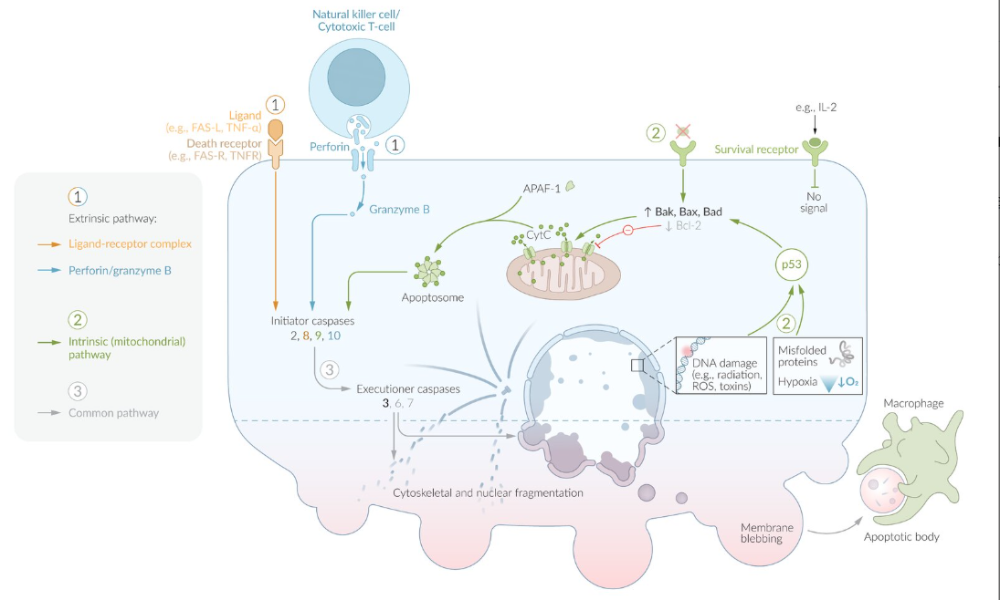 Natural killer cell/
Cytotoxic T-cell
1
Ligand
(e.g., FAS-L, TNF-α)
Death receptor
(e.g., FAS-R, TNFR)
Perforin
1
Granzyme B
2
e.g., IL-2
Survival receptor
No
signal
APAF-1
↑ Bak, Bax, Bad
↓ Bcl-2
CytC
Apoptosome
p53
2
1
Extrinsic pathway:
Ligand-receptor complex
Perforin/granzyme B
2
Intrinsic (mitochondrial)
pathway
3
Common pathway
Initiator caspases
2, 8, 9, 10
3
Executioner caspases
3, 6, 7
DNA damage
(e.g., radiation,
ROS, toxins)
Misfolded
proteins
Hypoxia ↓O₂
Cytoskeletal and nuclear fragmentation
Membrane
blebbing
Macrophage
Apoptotic body